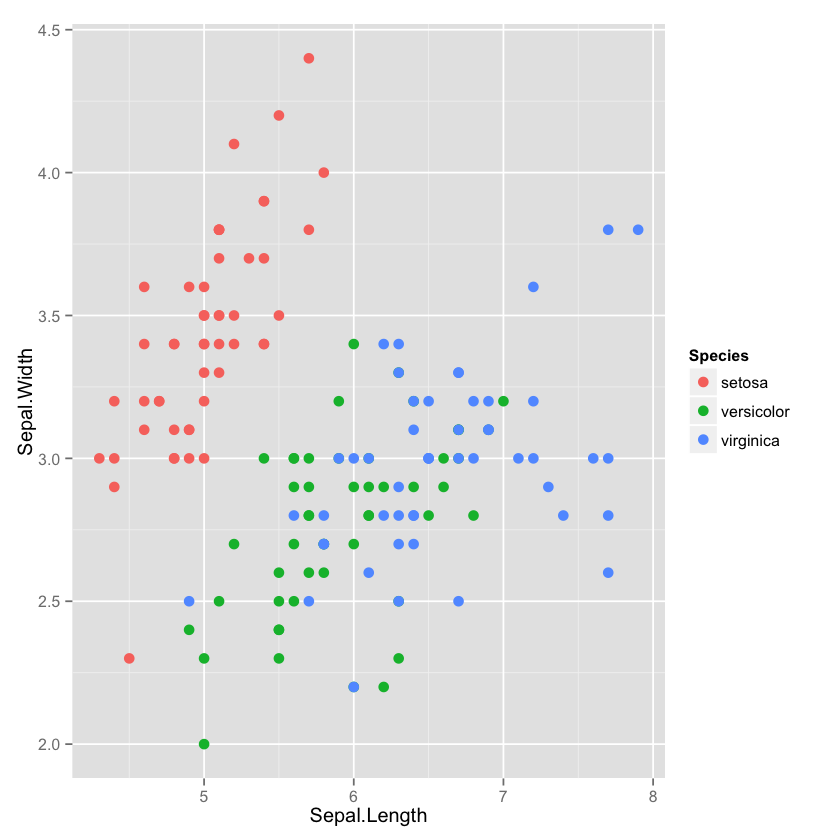 4.5
4.0
3.5
3.0
2.5
2.0
Sepal.Width
5 6 7 8
Sepal.Length
Species
setosa
versicolor
virginica